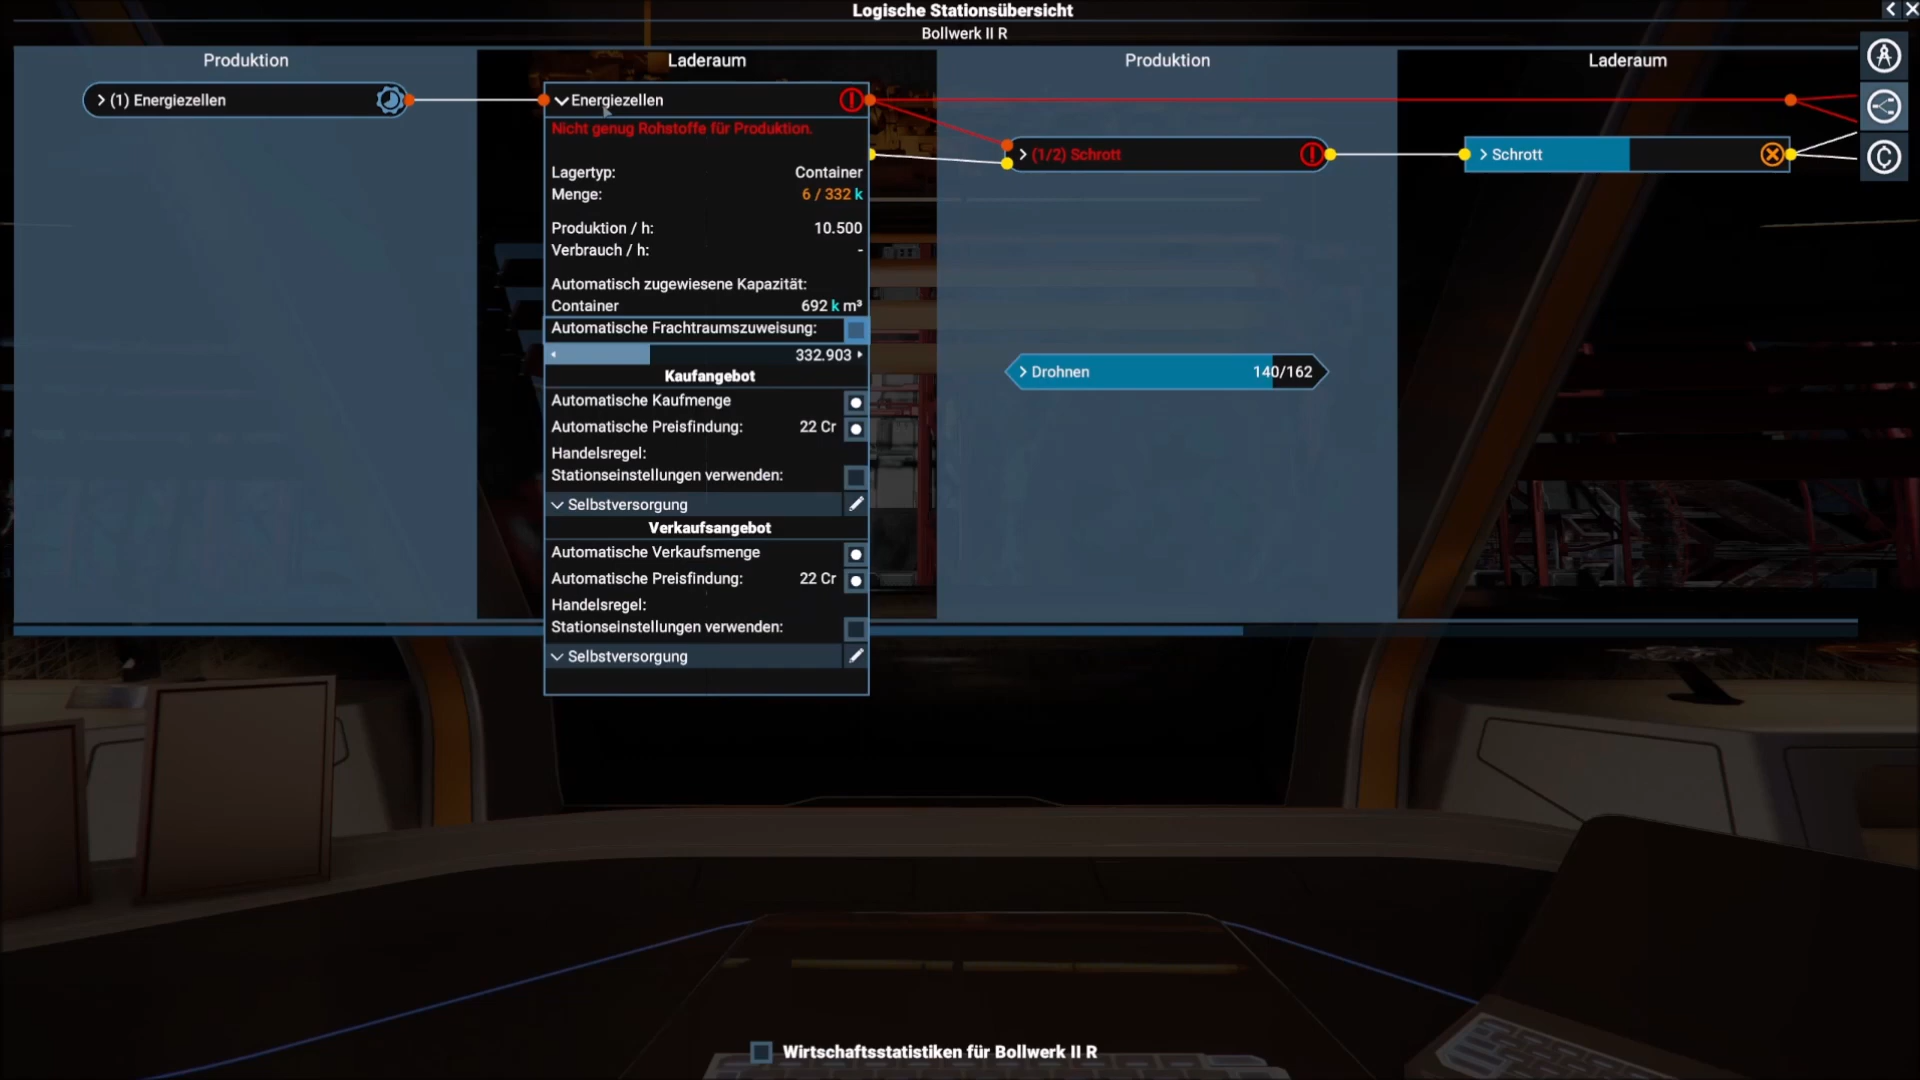 Logische Stationsübersicht
Bollwerk II R
Produktion
Laderaum
Produktion
Laderaum
(1) Energiezellen
Energiezellen
Nicht genug Rohstoffe für Produktion.
Lagertyp: Container
Menge: 6 / 332 k
Produktion / h: 10.500
Verbrauch / h: -
Automatisch zugewiesene Kapazität:
Container 692 k m³
Automatische Frachtraumszuweisung:
332.903
Kaufangebot
Automatische Kaufmenge
Automatische Preisfindung: 22 Cr
Handelsregel:
Stationseinstellungen verwenden:
Selbstversorgung
Verkaufsangebot
Automatische Verkaufsmenge
Automatische Preisfindung: 22 Cr
Handelsregel:
Stationseinstellungen verwenden:
Selbstversorgung
(1/2) Schrott
Drohnen 140/162
Schrott
Wirtschaftsstatistiken für Bollwerk II R